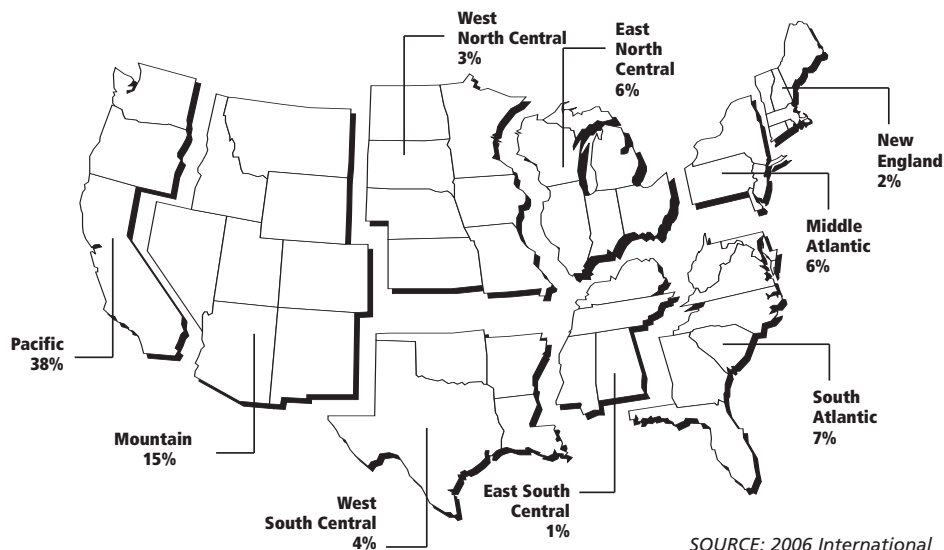 West
North Central
3%
East
North
Central
6%
New
England
2%
Middle
Atlantic
6%
Pacific
38%
South
Atlantic
7%
Mountain
15%
West
South Central
4%
East South
Central
1%
SOURCE: 2006 International